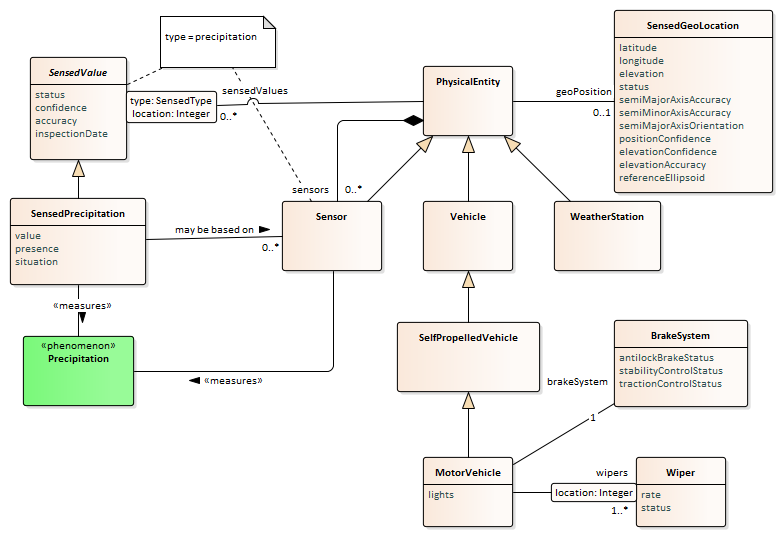 type = precipitation
SensedGeoLocation
latitude
longitude
elevation
status
semiMajorAxisAccuracy
semiMinorAxisAccuracy
semiMajorAxisOrientation
positionConfidence
elevationConfidence
elevationAccuracy
referenceEllipsoid
SensedValue
status
confidence
accuracy
inspectionDate
type: SensedType
location: Integer
sensedValues
0..*
PhysicalEntity
geoPosition
0..1
SensedPrecipitation
value
presence
situation
may be based on
0..*
sensors
0..*
Sensor
Vehicle
WeatherStation
«measures»
«phenomenon»
Precipitation
«measures»
SelfPropelledVehicle
BrakeSystem
antilockBrakeStatus
stabilityControlStatus
tractionControlStatus
brakeSystem
1
MotorVehicle
lights
wipers
location: Integer
1..*
Wiper
rate
status